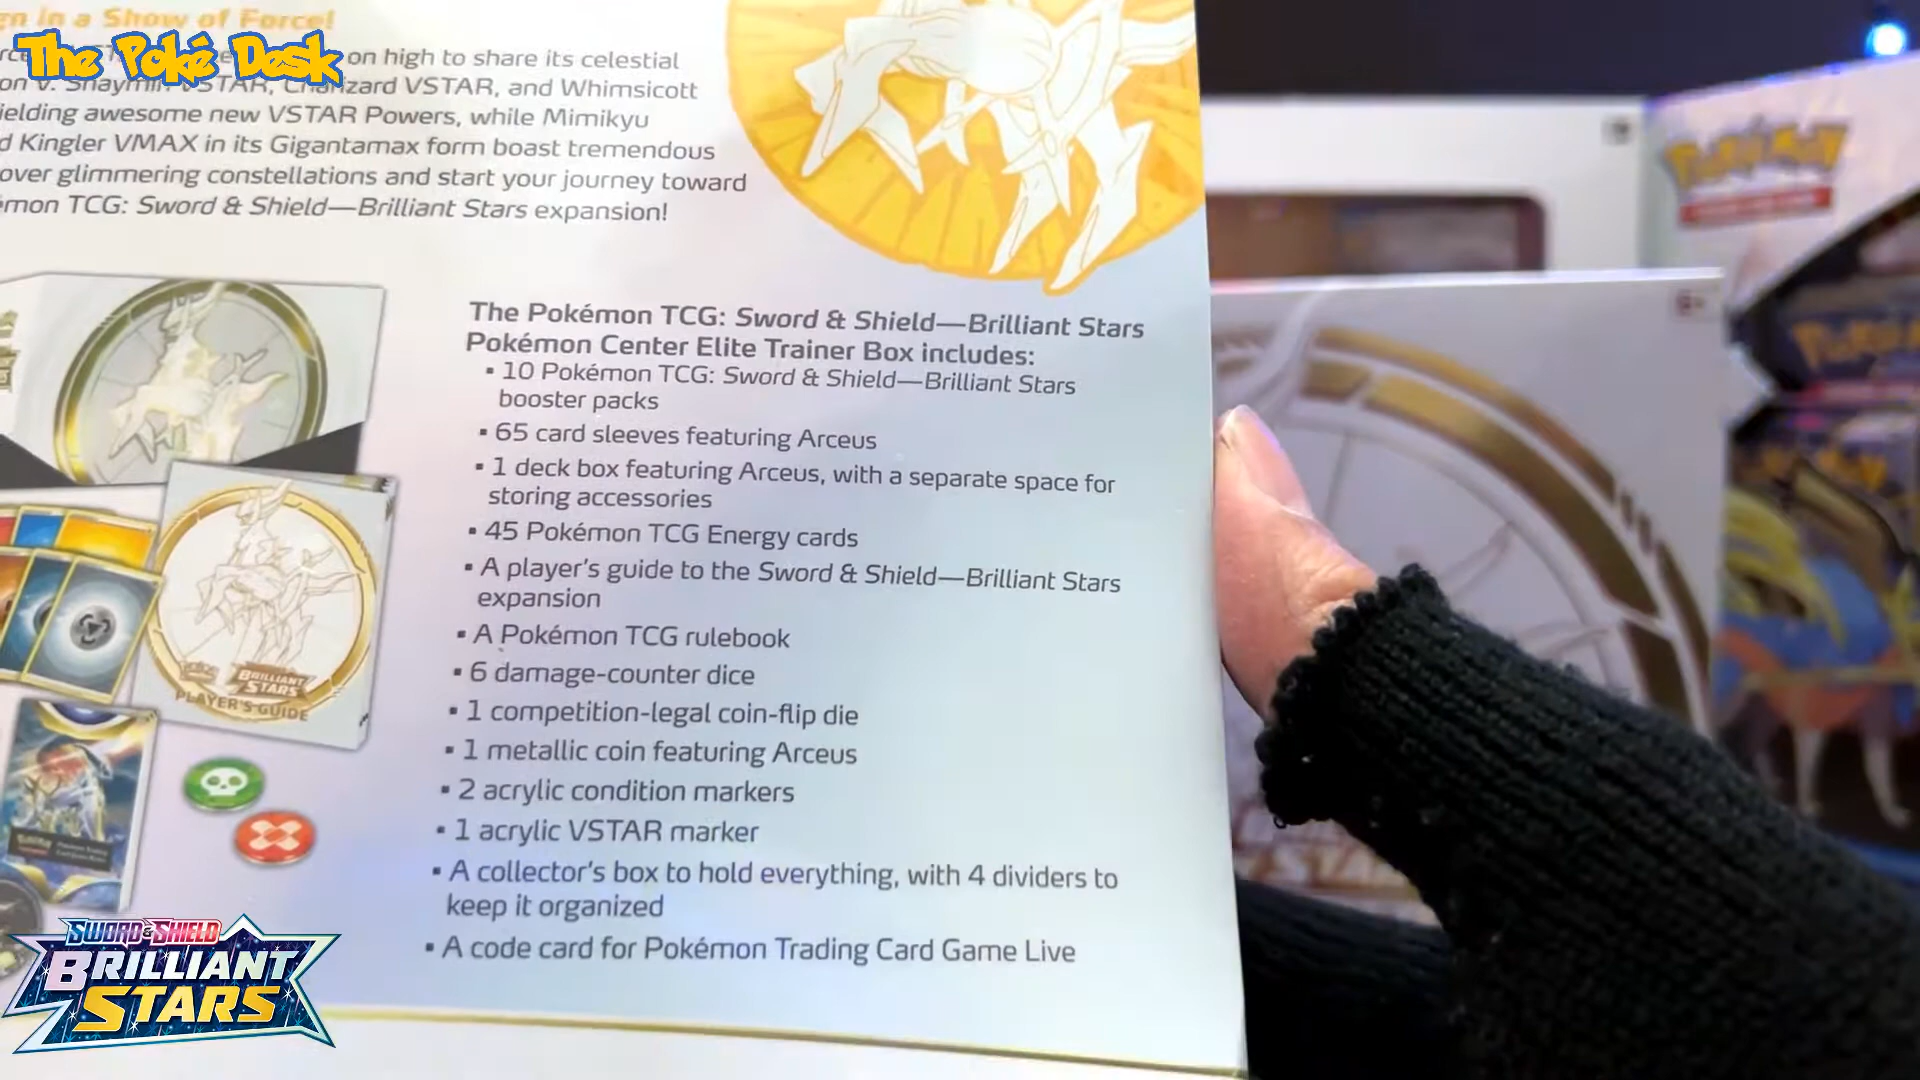 gn in a Show of Force!
The Poké Desk
on high to share its celestial
on V. Shaymin VSTAR, Charizard VSTAR, and Whimsicott
ielding awesome new VSTAR Powers, while Mimikyu
d Kingler VMAX in its Gigantamax form boast tremendous
over glimmering constellations and start your journey toward
émon TCG: Sword & Shield—Brilliant Stars expansion!
The Pokémon TCG: Sword & Shield—Brilliant Stars
Pokémon Center Elite Trainer Box includes:
▪ 10 Pokémon TCG: Sword & Shield—Brilliant Stars
booster packs
▪ 65 card sleeves featuring Arceus
▪ 1 deck box featuring Arceus, with a separate space for
storing accessories
▪ 45 Pokémon TCG Energy cards
▪ A player's guide to the Sword & Shield—Brilliant Stars
expansion
▪ A Pokémon TCG rulebook
▪ 6 damage-counter dice
▪ 1 competition-legal coin-flip die
▪ 1 metallic coin featuring Arceus
▪ 2 acrylic condition markers
▪ 1 acrylic VSTAR marker
▪ A collector's box to hold everything, with 4 dividers to
keep it organized
▪ A code card for Pokémon Trading Card Game Live
BRILLIANT
STARS
PLAYER'S GUIDE
SWORD & SHIELD
BRILLIANT
STARS
POKÉMON
6+